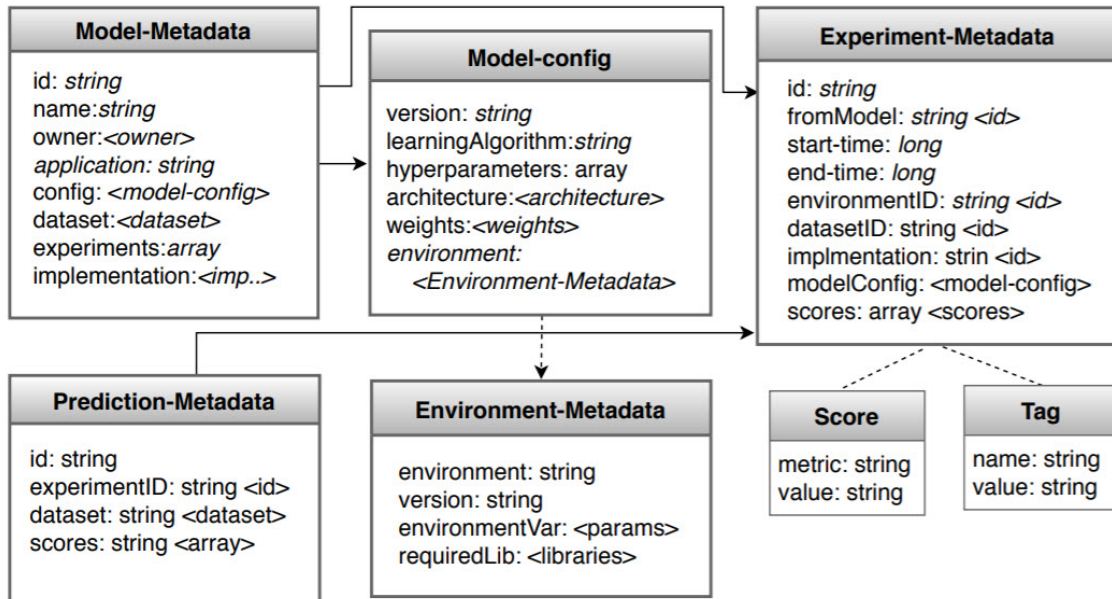 Model-Metadata
id: string
name:string
owner:<owner>
application: string
config: <model-config>
dataset:<dataset>
experiments:array
implementation:<imp..>
Model-config
version: string
learningAlgorithm:string
hyperparameters: array
architecture:<architecture>
weights:<weights>
environment:
<Environment-Metadata>
Experiment-Metadata
id: string
fromModel: string <id>
start-time: long
end-time: long
environmentID: string <id>
datasetID: string <id>
implmentation: strin <id>
modelConfig: <model-config>
scores: array <scores>
Prediction-Metadata
id: string
experimentID: string <id>
dataset: string <dataset>
scores: string <array>
Environment-Metadata
environment: string
version: string
environmentVar: <params>
requiredLib: <libraries>
Score
metric: string
value: string
Tag
name: string
value: string